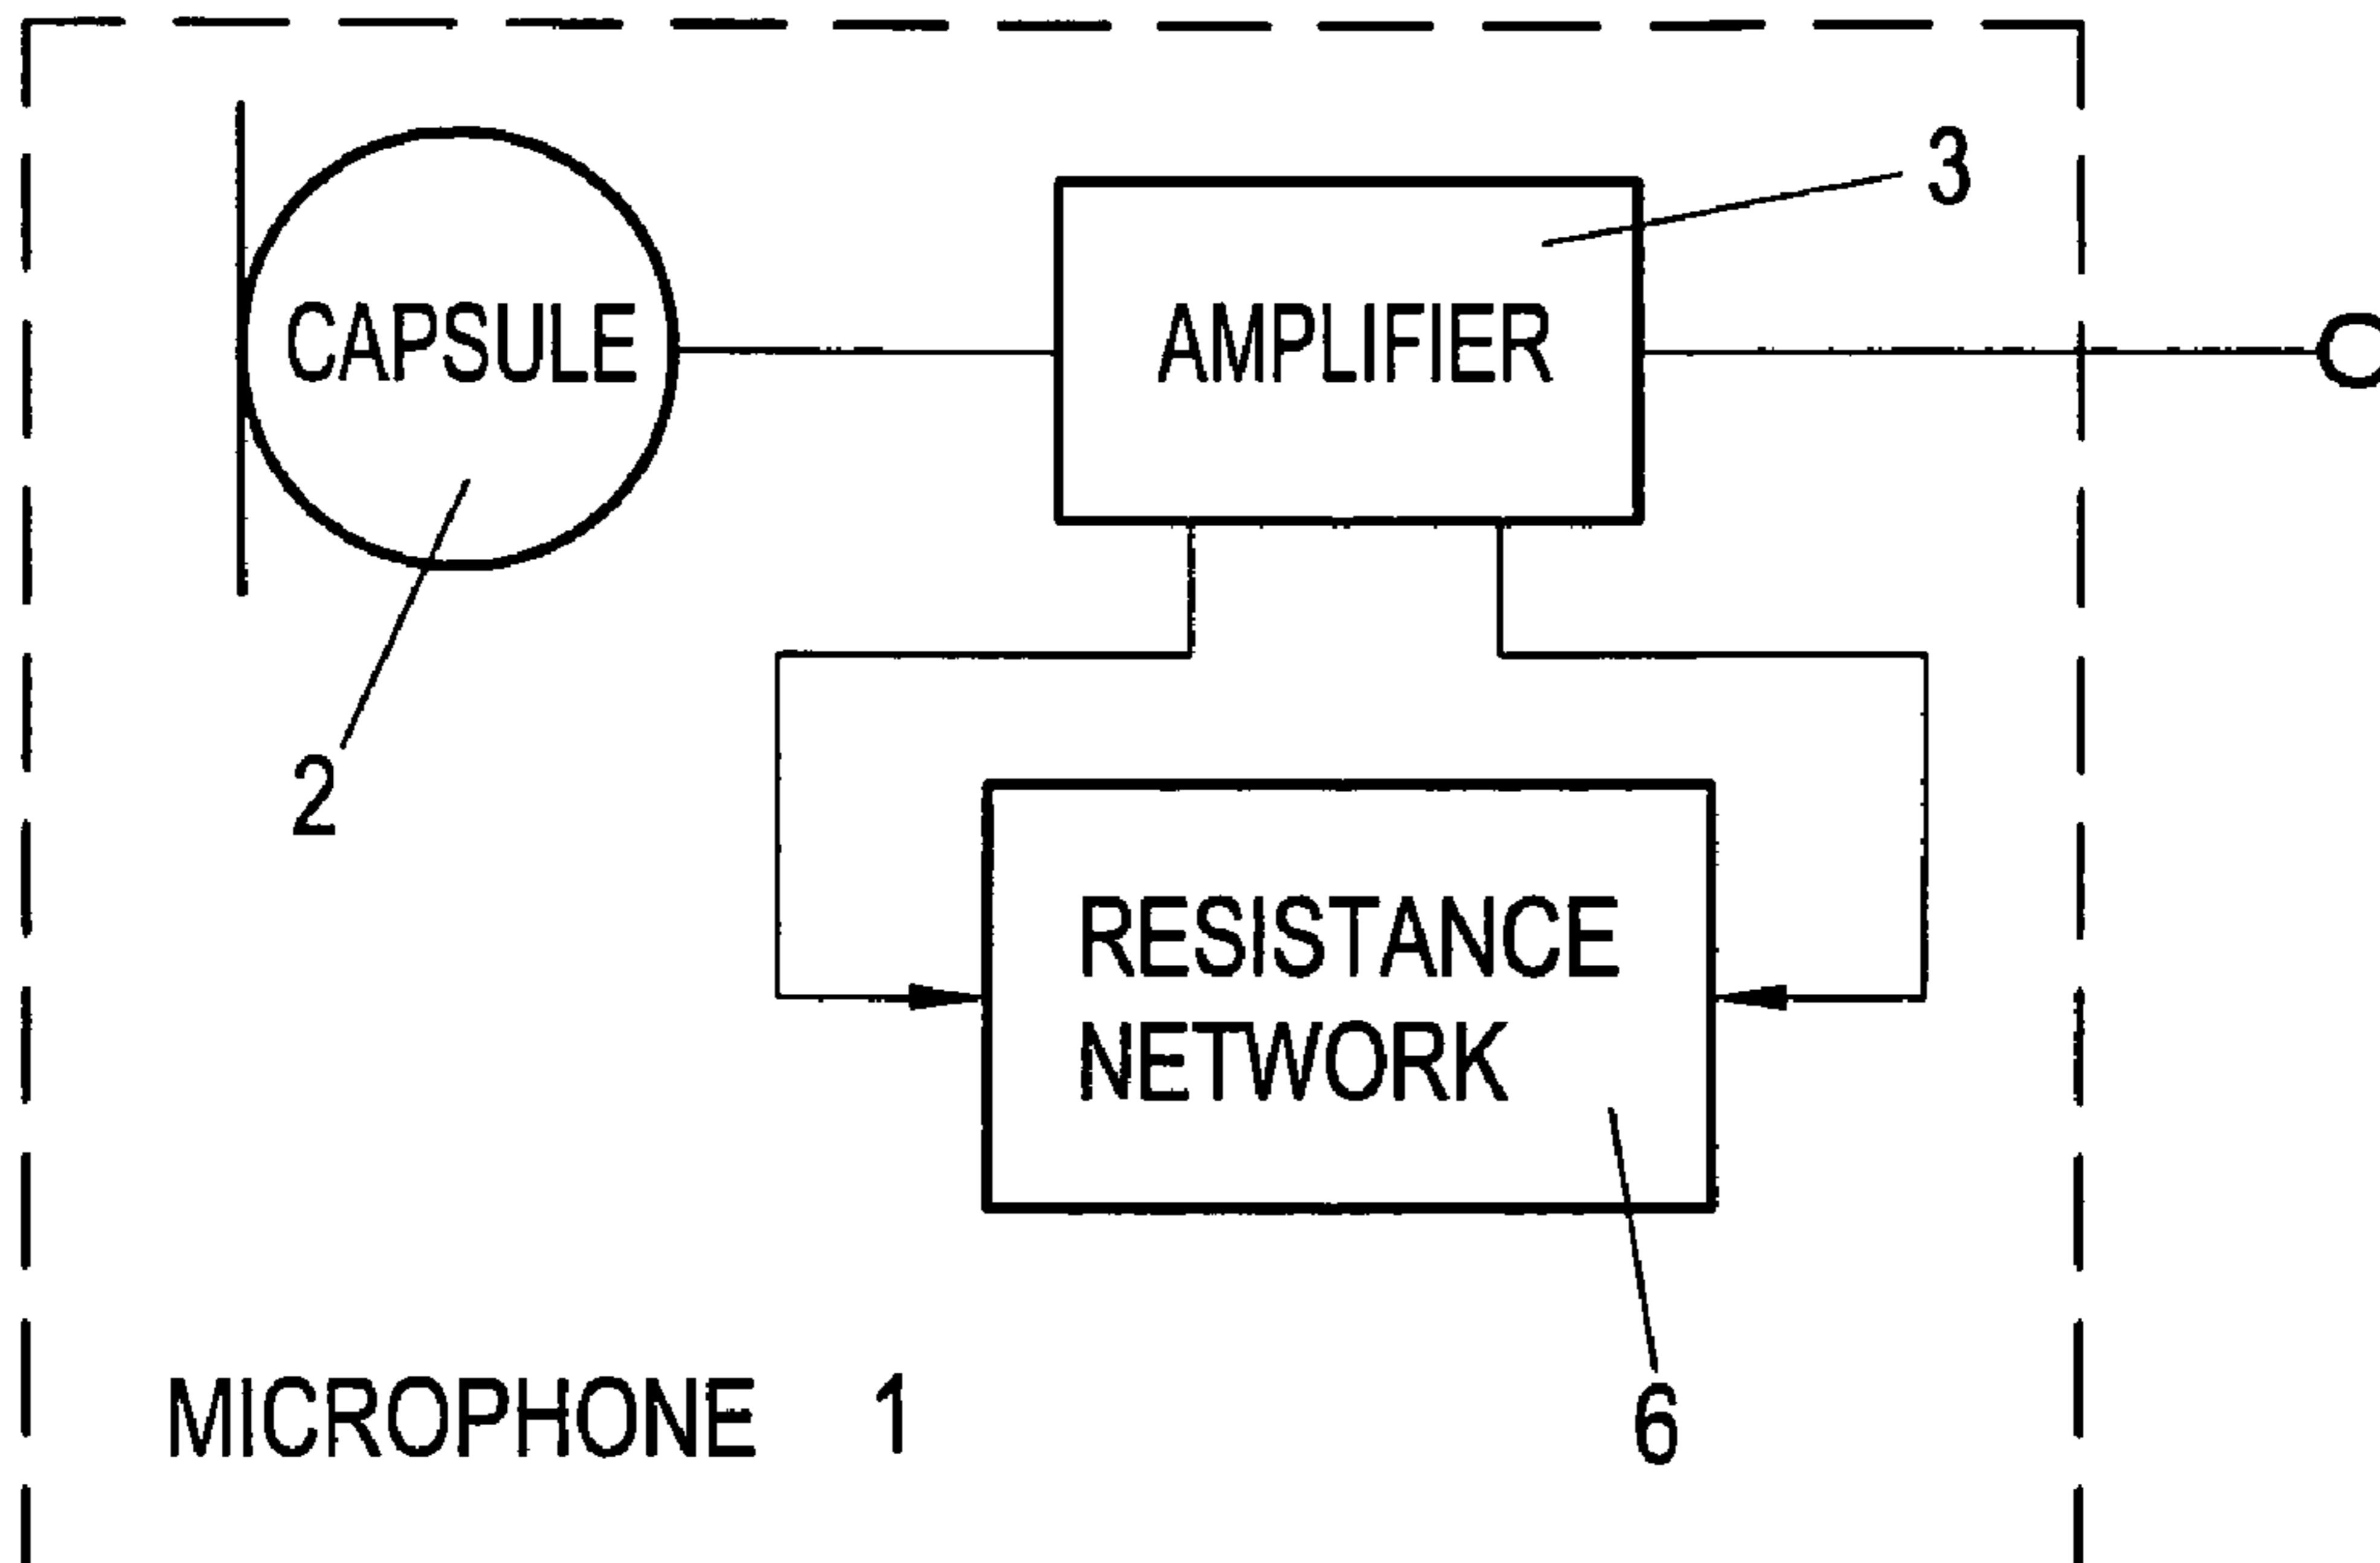 3
CAPSULE
AMPLIFIER
2
RESISTANCE
NETWORK
MICROPHONE 1
6